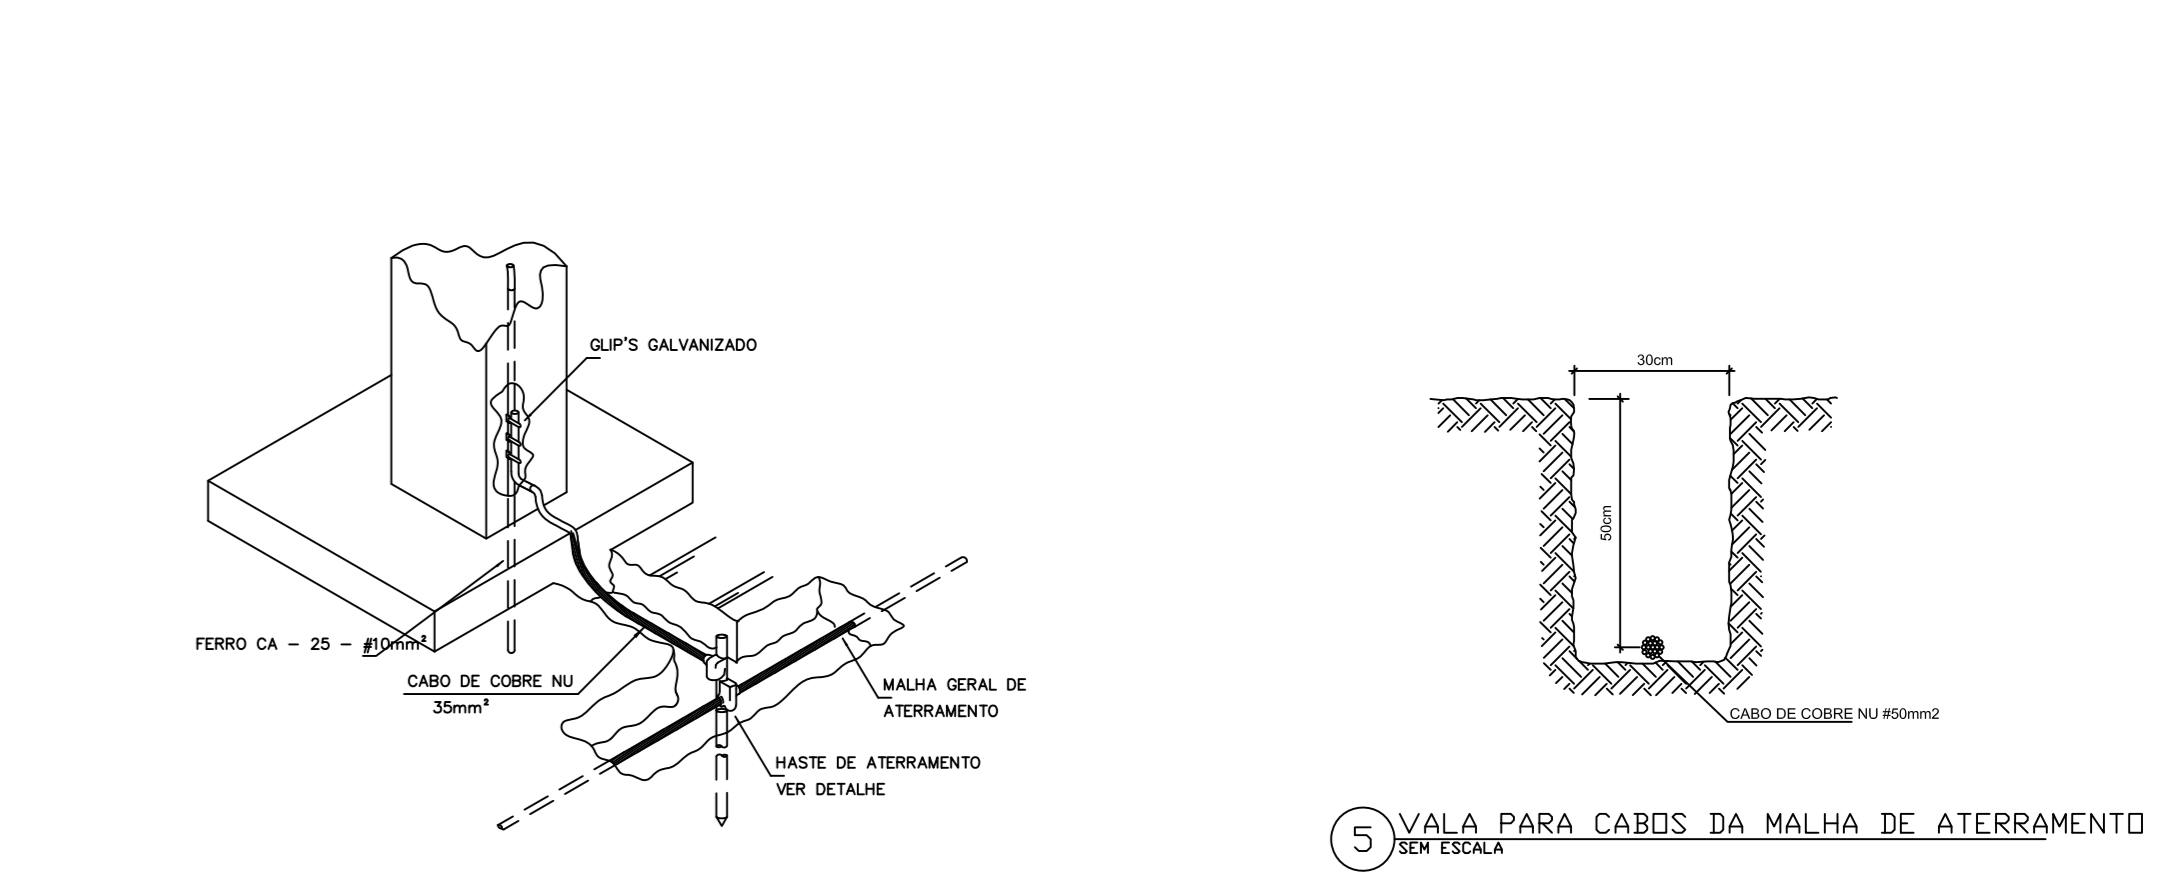 GLIP'S GALVANIZADO
FERRO CA - 25 - #10mm²
CABO DE COBRE NU
35mm²
MALHA GERAL DE
ATERRAMENTO
HASTE DE ATERRAMENTO
VER DETALHE
30cm
50cm
CABO DE COBRE NU #50mm2
5 VALA PARA CABOS DA MALHA DE ATERRAMENTO
SEM ESCALA